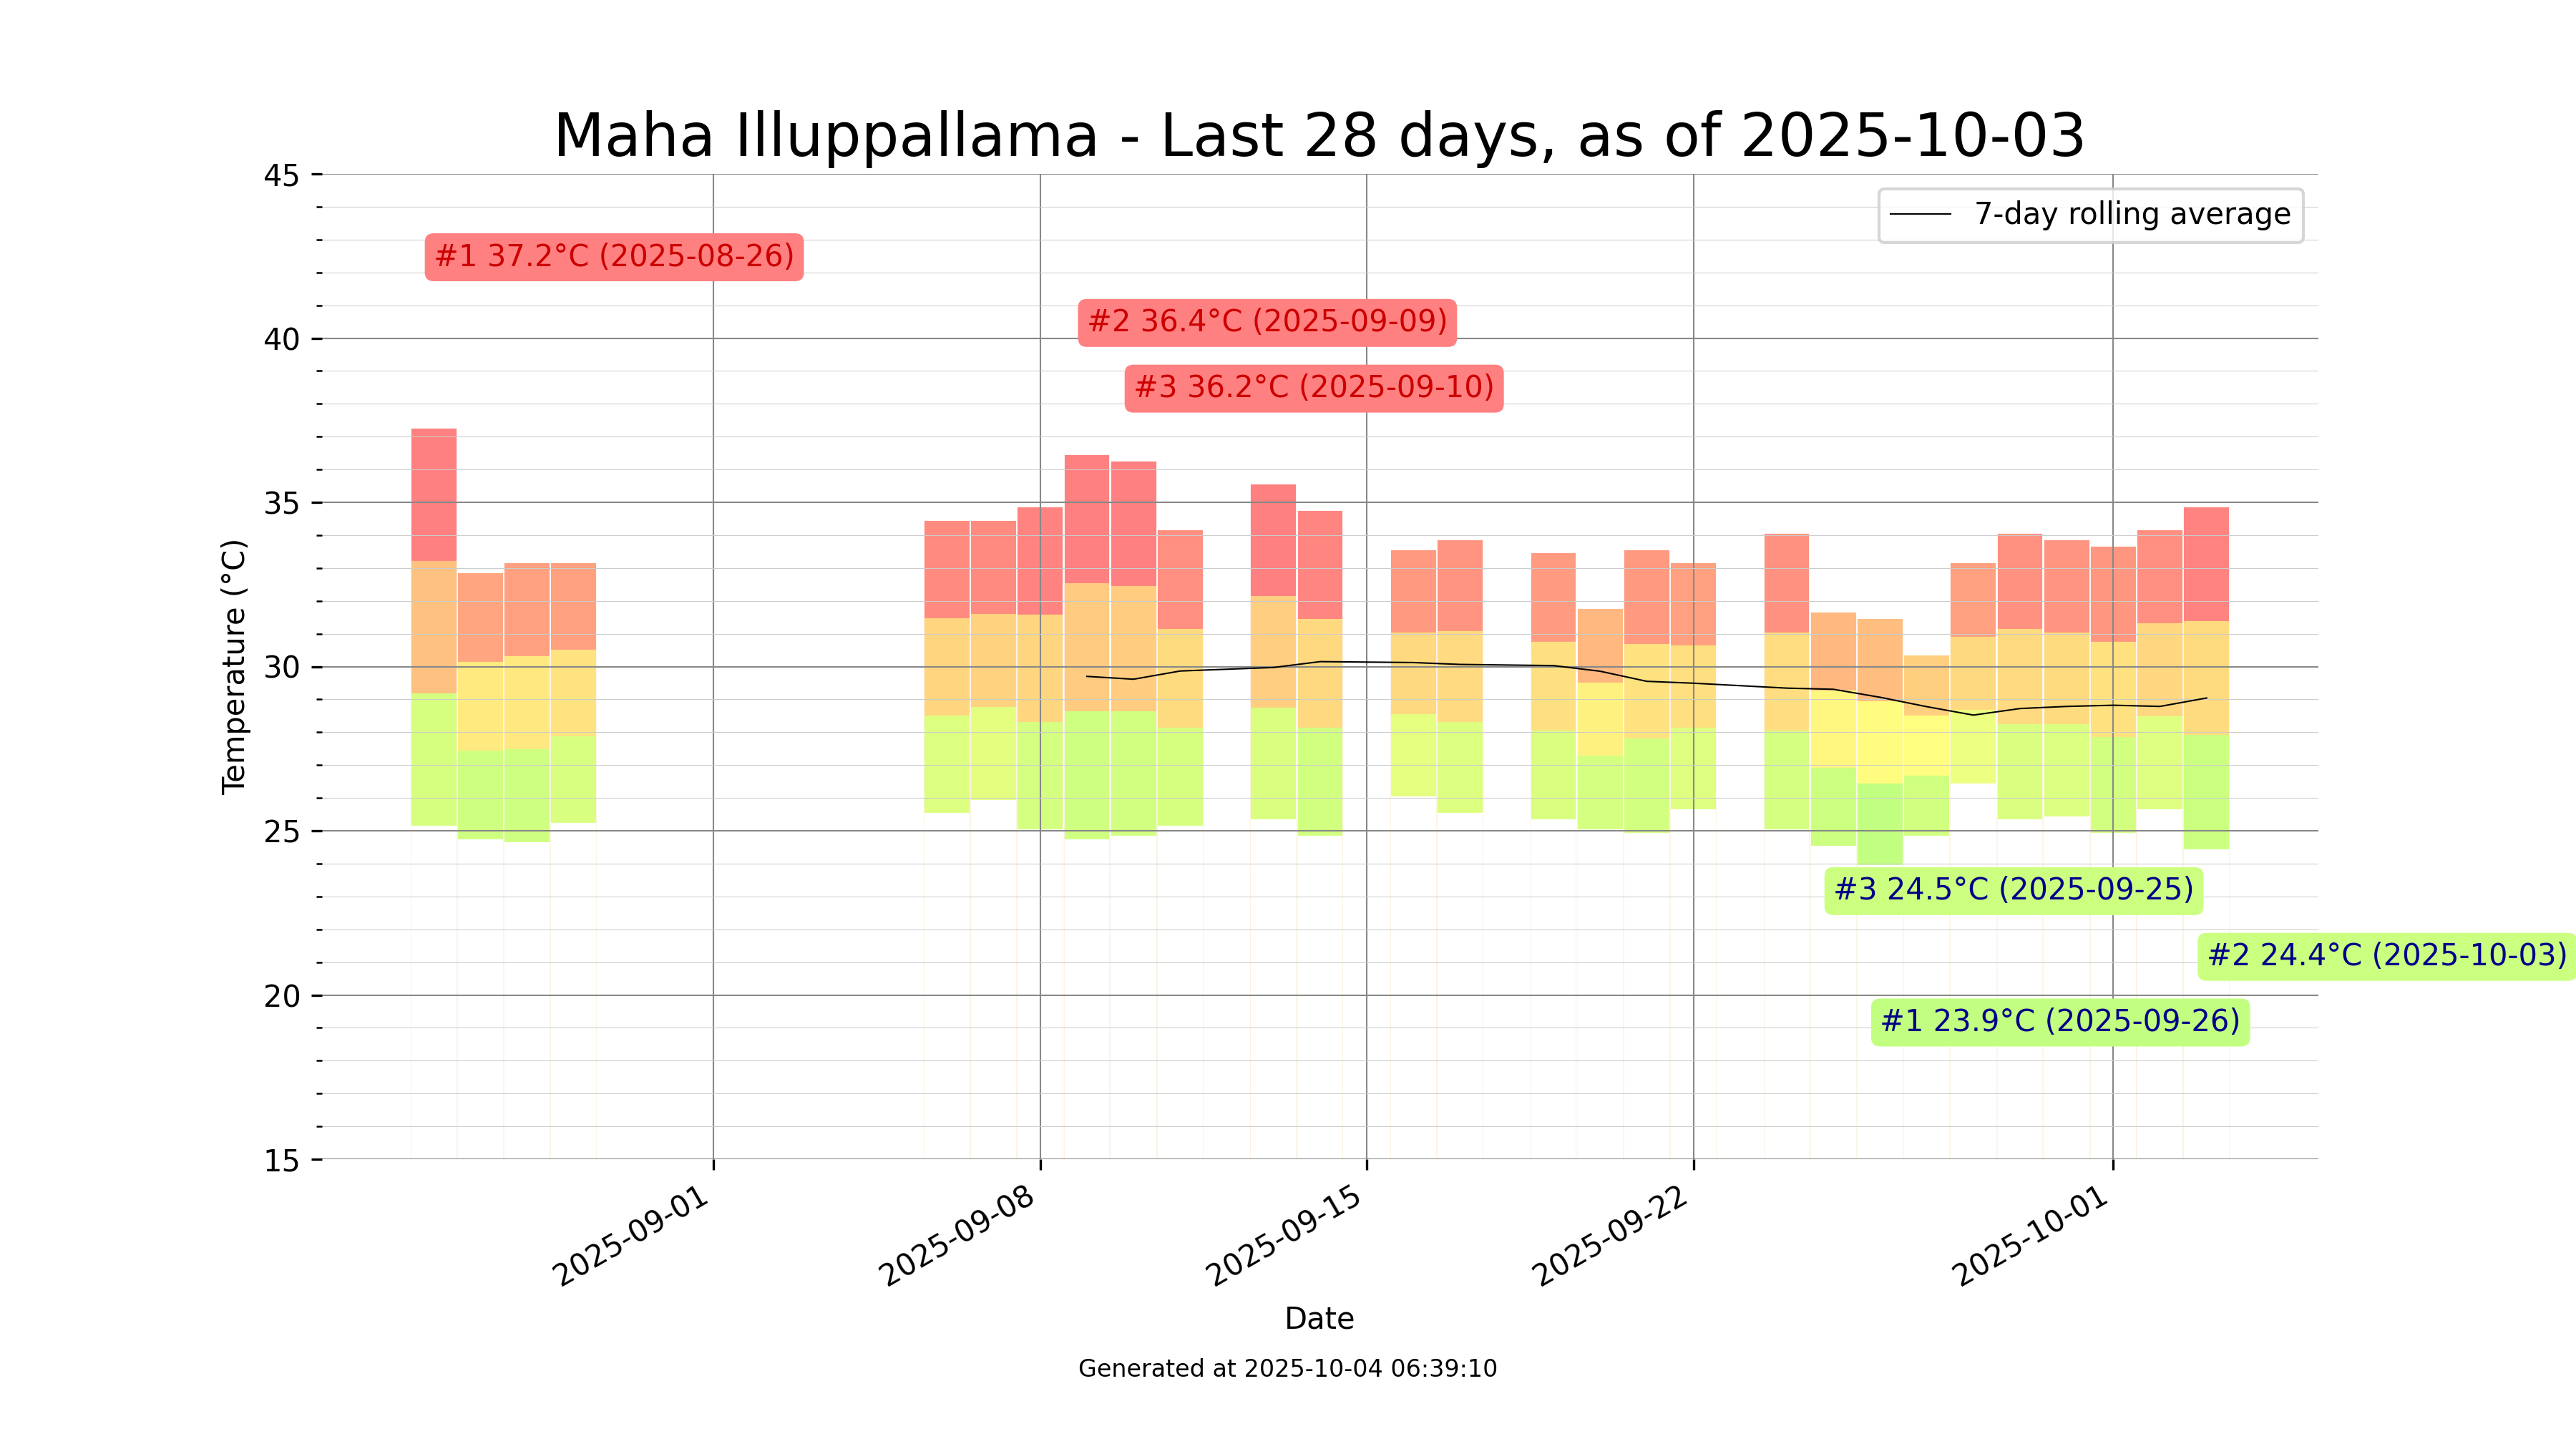 Maha Illuppallama - Last 28 days, as of 2025-10-03
45
7-day rolling average
#1 37.2°C (2025-08-26)
#2 36.4°C (2025-09-09)
40
#3 36.2°C (2025-09-10)
35
Temperature (°C)
30
25
#3 24.5°C (2025-09-25)
#2 24.4°C (2025-10-03)
20
#1 23.9°C (2025-09-26)
15
2025-09-01
2025-09-08
2025-09-15
2025-09-22
2025-10-01
Date
Generated at 2025-10-04 06:39:10